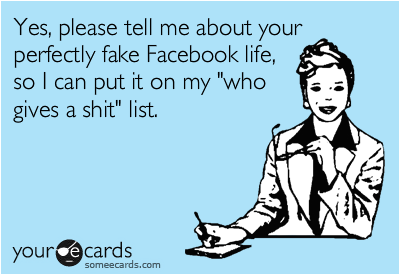 Yes, please tell me about your
perfectly fake Facebook life,
so I can put it on my "who
gives a shit" list.
your e cards
someecards.com